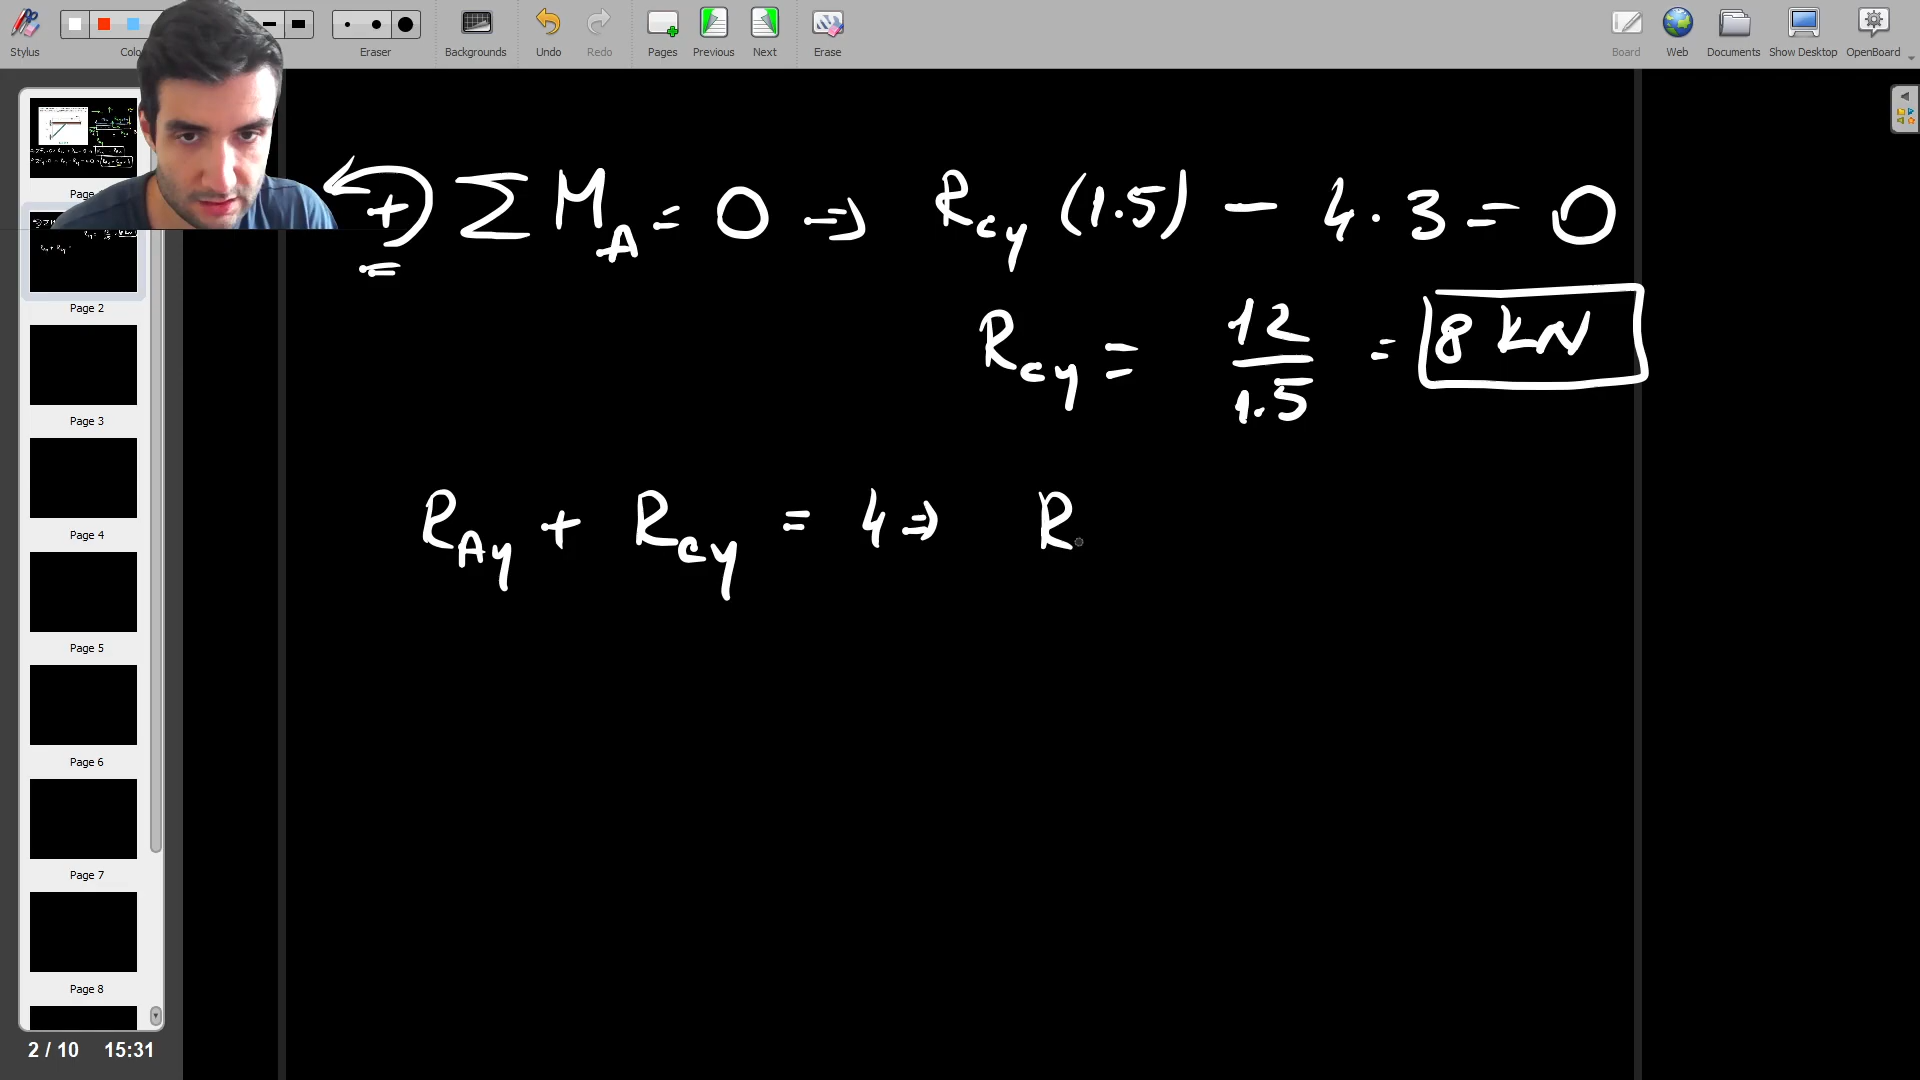 Stylus
Eraser
Backgrounds
Undo
Redo
Pages
Previous
Next
Erase
Board
Web
Documents
Show Desktop
OpenBoard
+ ∑ M_A = 0 ⇒ R_cy (1.5) − 4 · 3 = 0
R_cy = 12/1.5 = 8 kN
R_Ay + R_cy = 4 ⇒ R
Page 2
Page 3
Page 4
Page 5
Page 6
Page 7
Page 8
2 / 10 15:31